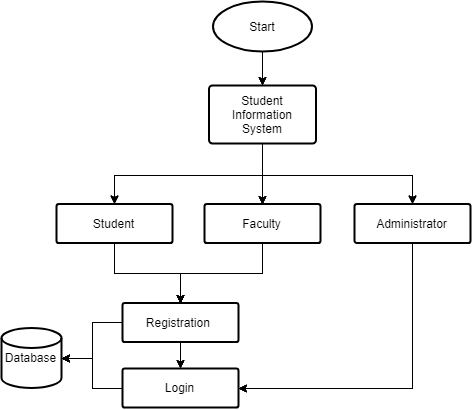 Start
Student
Information
System
Student
Faculty
Administrator
Registration
Database
Login